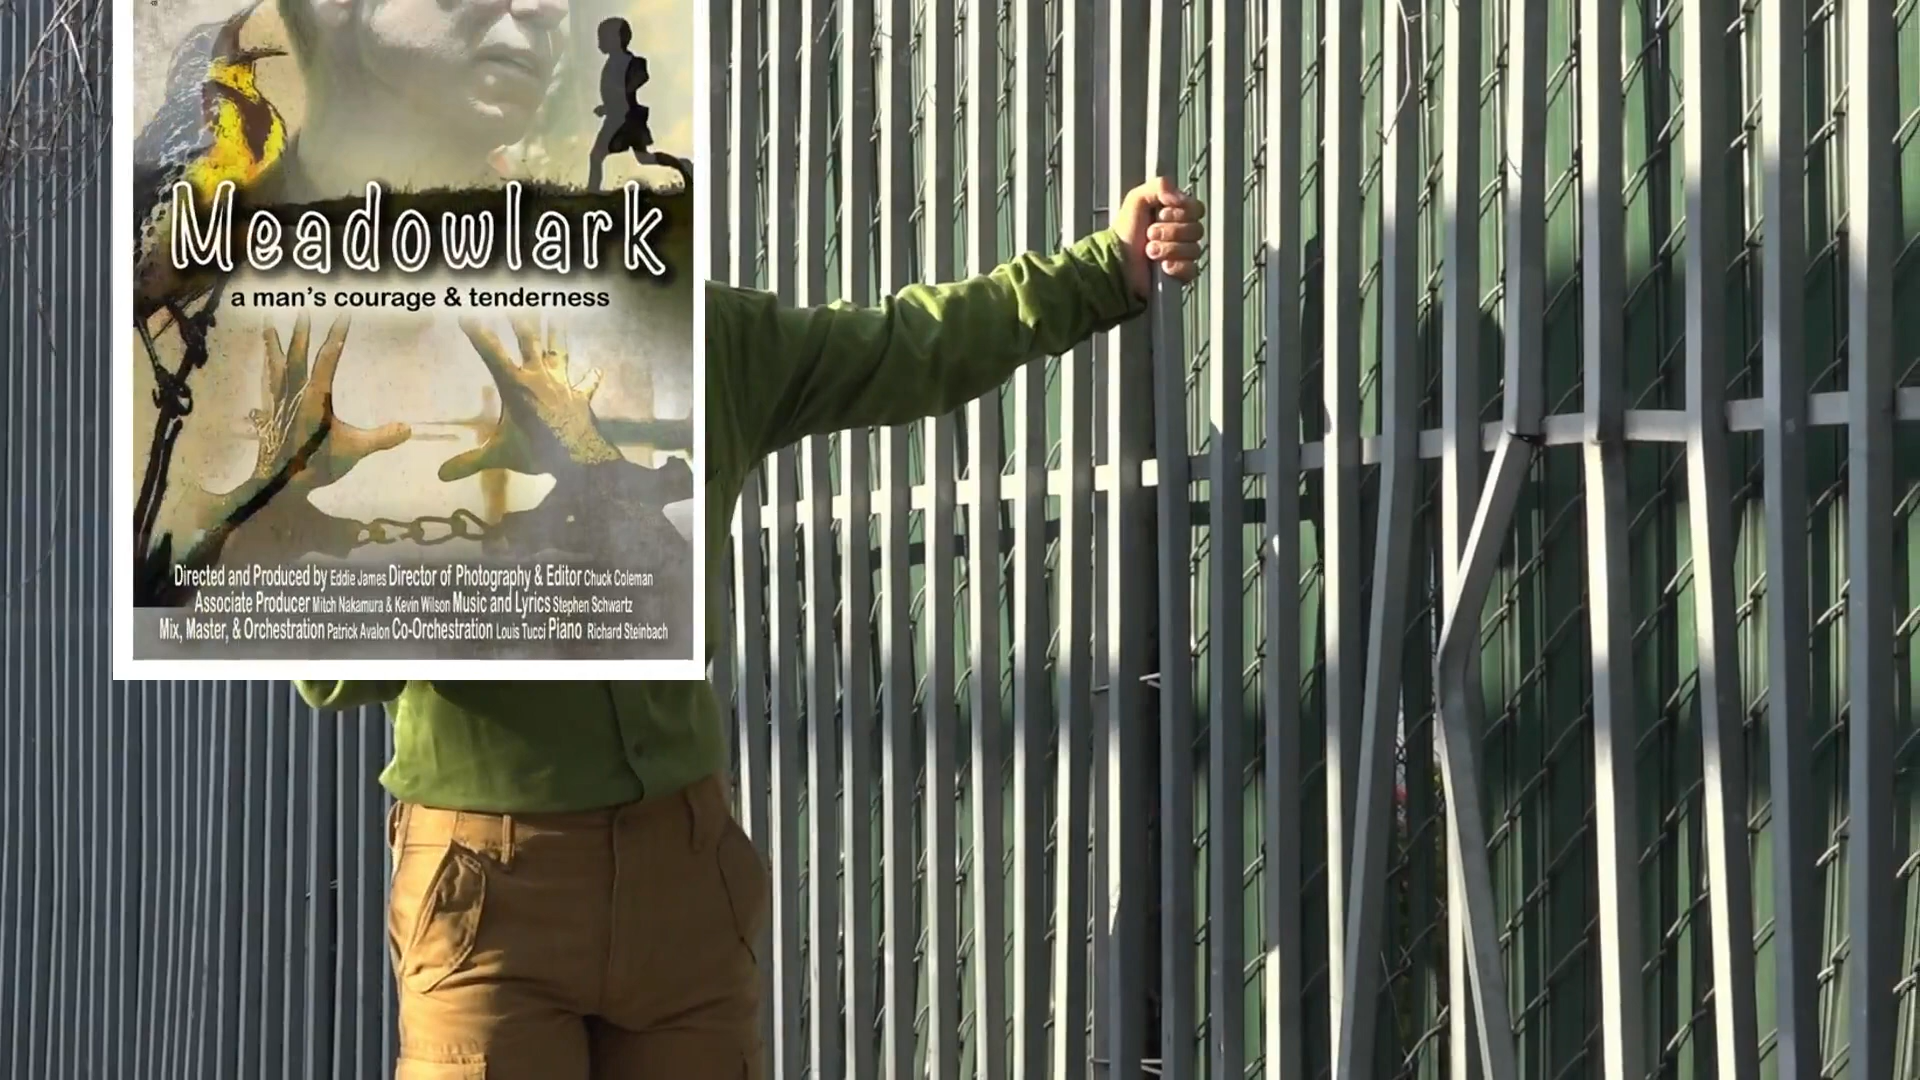 Meadowlark
a man's courage & tenderness
Directed and Produced by Eddie James Director of Photography & Editor Chuck Coleman
Associate Producer Mitch Nakamura & Kevin Wilson Music and Lyrics Stephen Schwartz
Mix, Master, & Orchestration Patrick Avalon Co-Orchestration Louis Tucci Piano Richard Steinbach